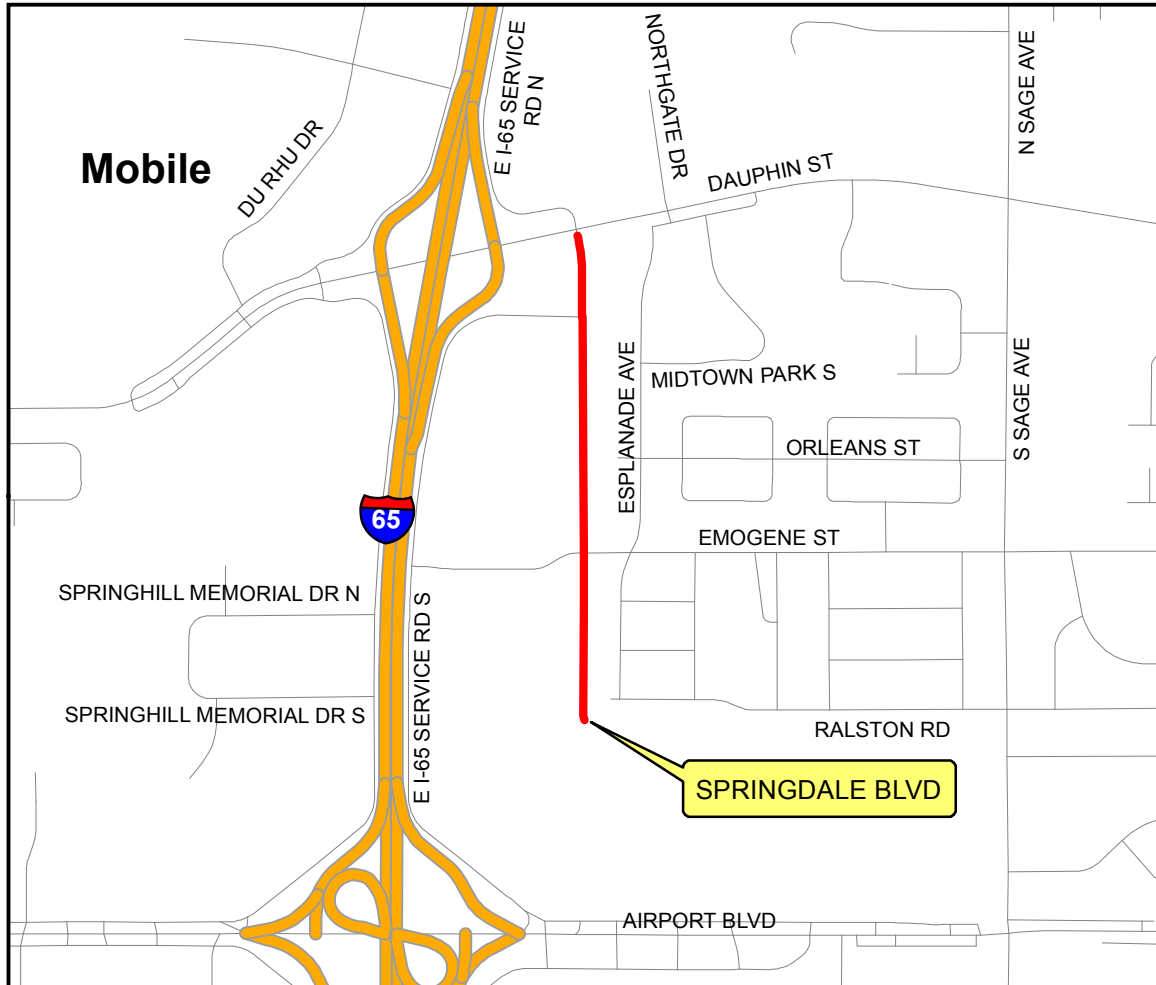 E I-65 SERVICE
RD N
NORTHGATE DR
N SAGE AVE
Mobile
DU RHU DR
DAUPHIN ST
ESPLANADE AVE
MIDTOWN PARK S
S SAGE AVE
ORLEANS ST
65
EMOGENE ST
SPRINGHILL MEMORIAL DR N
E I-65 SERVICE RD S
SPRINGHILL MEMORIAL DR S
RALSTON RD
SPRINGDALE BLVD
AIRPORT BLVD